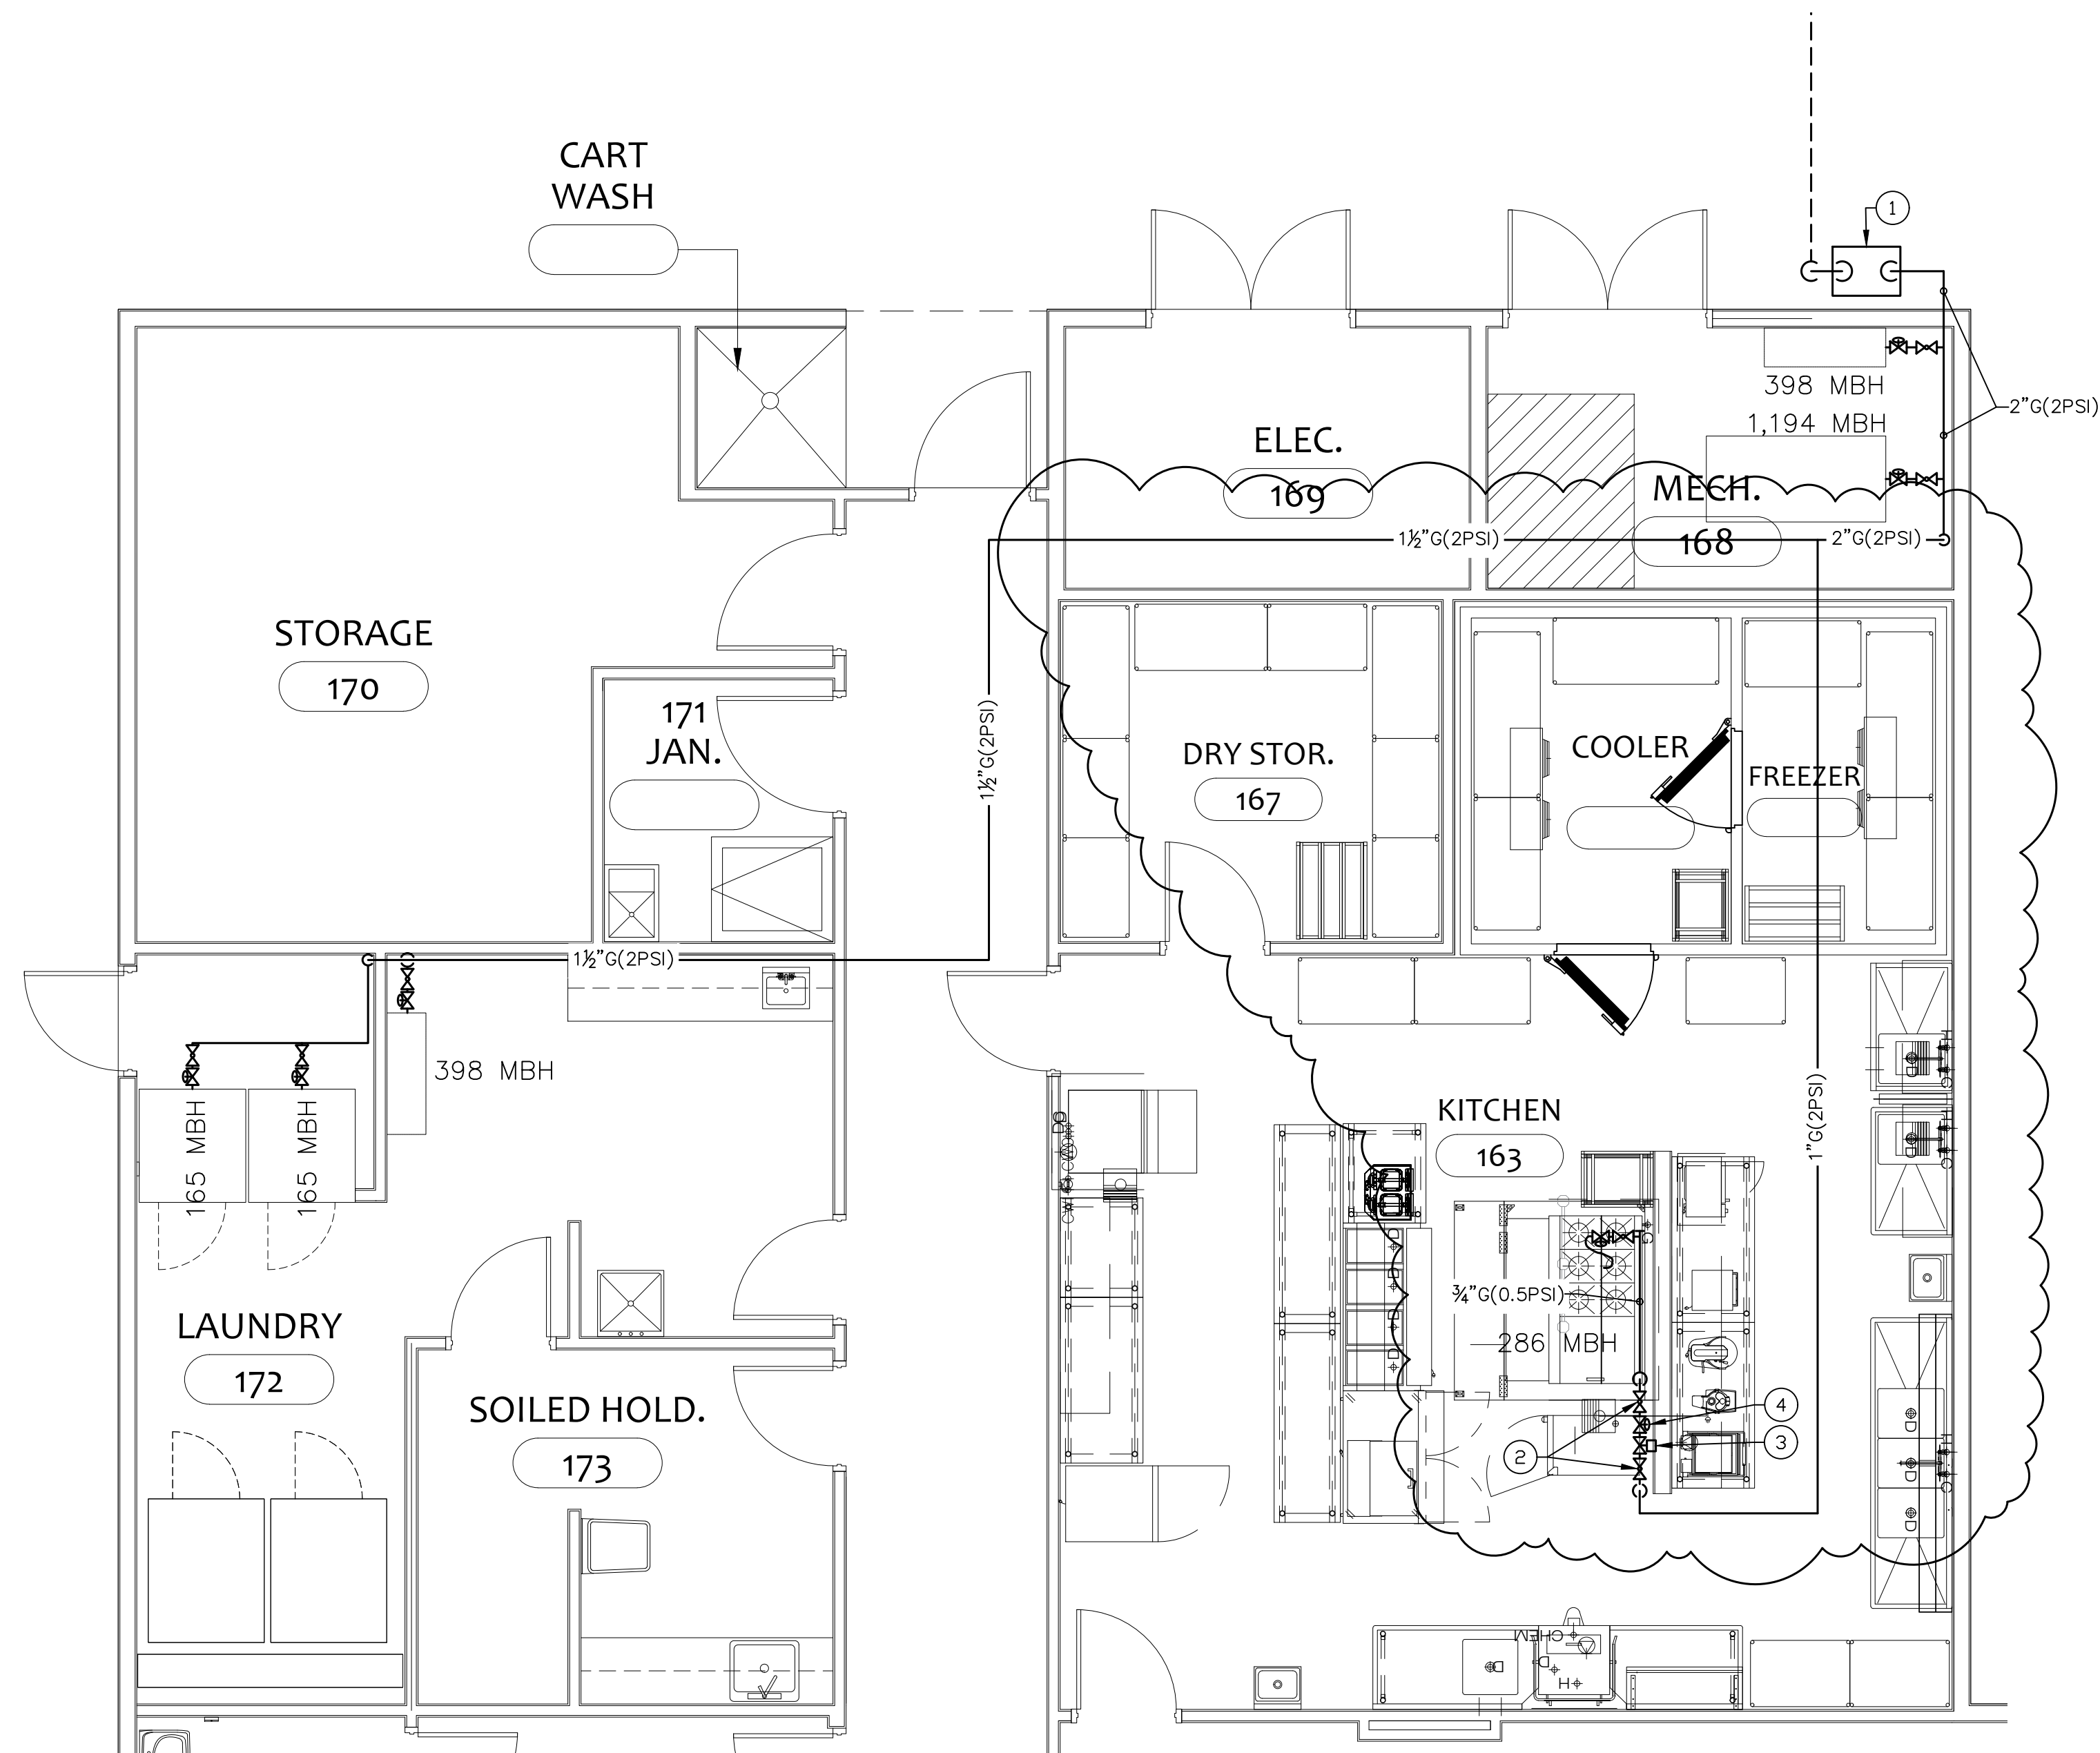 CART
WASH
1
398 MBH
1,194 MBH
2"G(2PSI)
ELEC.
169
MECH.
168
1½"G(2PSI)
2"G(2PSI)
STORAGE
170
171
JAN.
1½"G(2PSI)
DRY STOR.
167
COOLER
FREEZER
1½"G(2PSI)
398 MBH
165 MBH
165 MBH
KITCHEN
163
1"G(2PSI)
G
¾"G(0.5PSI)
286 MBH
LAUNDRY
172
SOILED HOLD.
173
4
3
2
D
D
D
D
D
D
D
D
D
CHEM
D
D
H